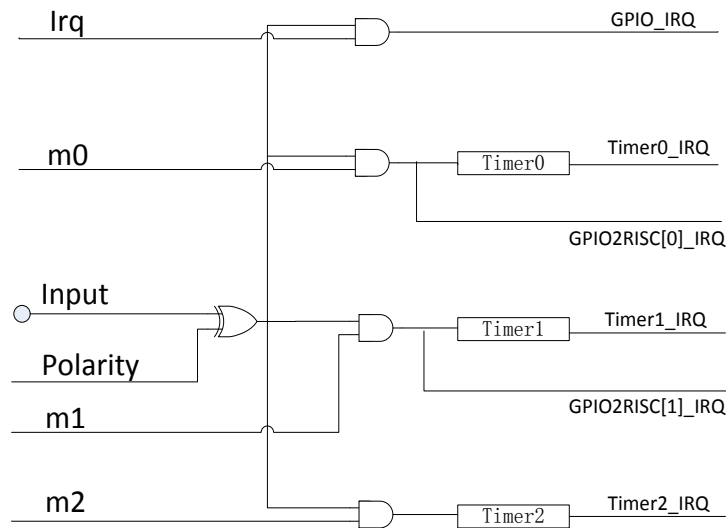 Irq
GPIO_IRQ
m0
Timer0
Timer0_IRQ
GPIO2RISC[0]_IRQ
Input
Timer1
Timer1_IRQ
Polarity
m1
GPIO2RISC[1]_IRQ
m2
Timer2
Timer2_IRQ